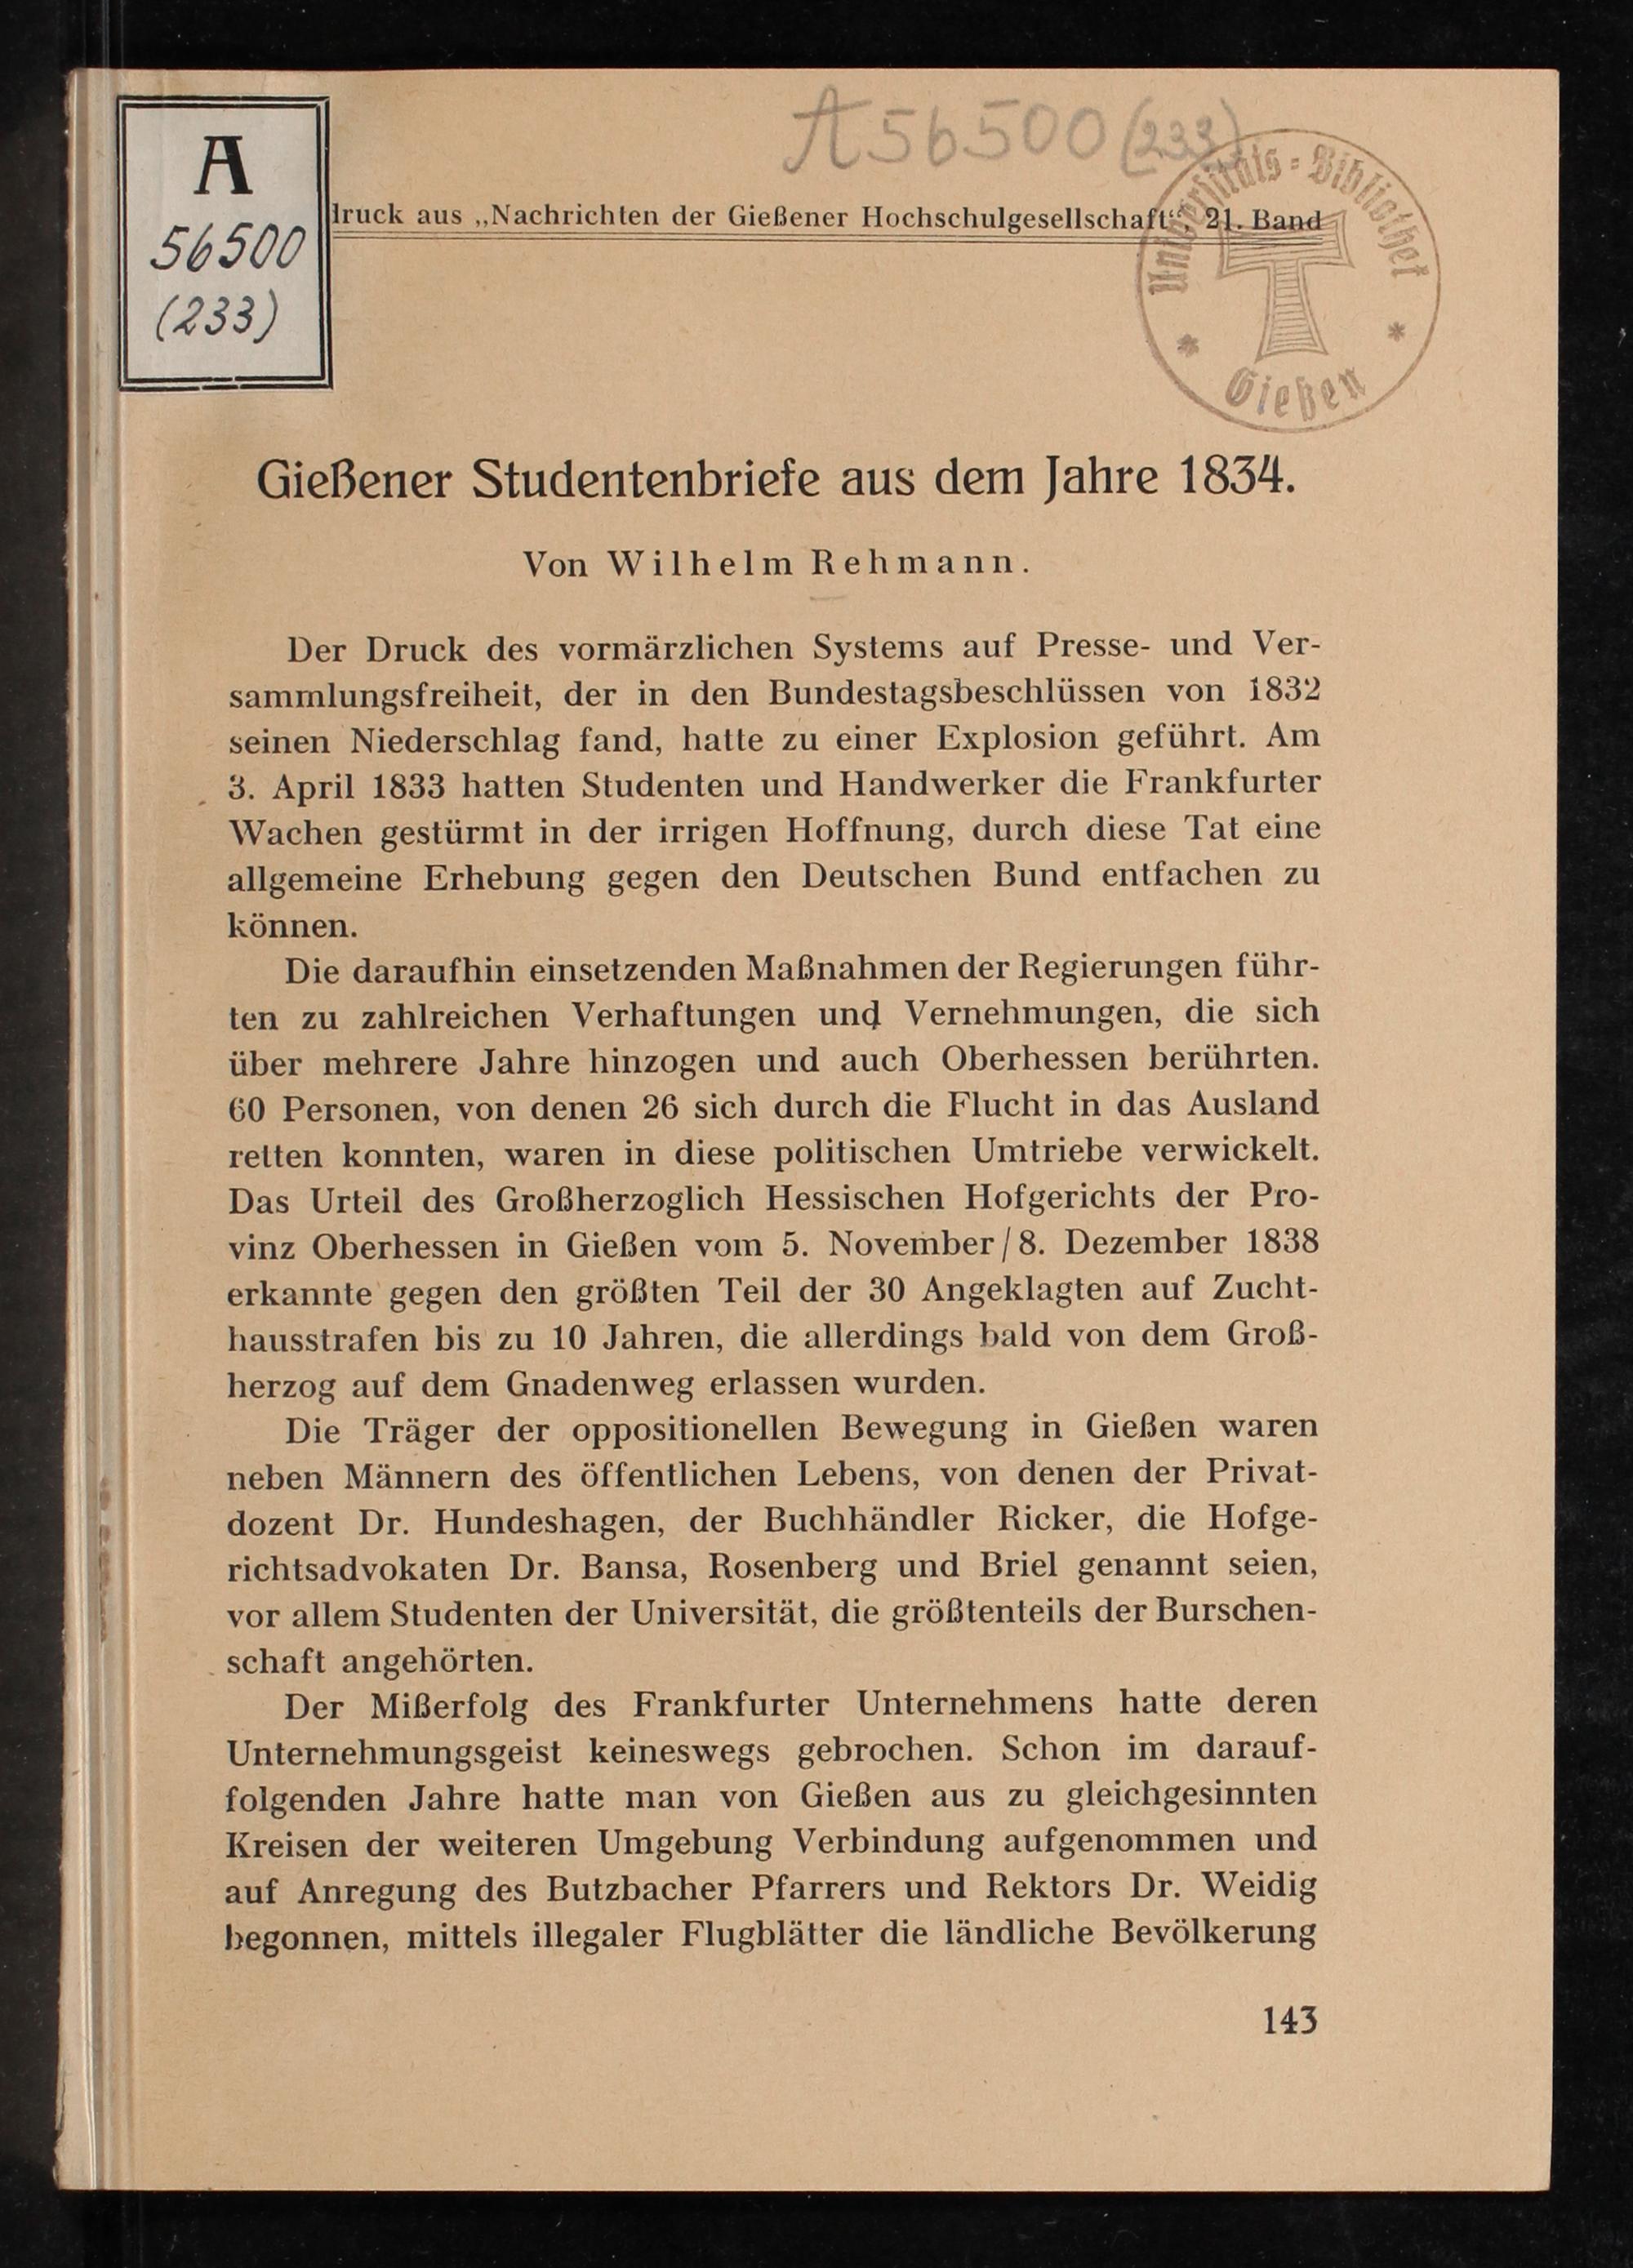 A 56500 (233)
A
56500
(233)
druck aus „Nachrichten der Gießener Hochschulgesellschaft“, 21. Band
Universitäts-Bibliothek
* *
Gießen
Gießener Studentenbriefe aus dem Jahre 1834.
Von Wilhelm Rehmann.
Der Druck des vormärzlichen Systems auf Presse- und Ver-
sammlungsfreiheit, der in den Bundestagsbeschlüssen von 1832
seinen Niederschlag fand, hatte zu einer Explosion geführt. Am
3. April 1833 hatten Studenten und Handwerker die Frankfurter
Wachen gestürmt in der irrigen Hoffnung, durch diese Tat eine
allgemeine Erhebung gegen den Deutschen Bund entfachen zu
können.
Die daraufhin einsetzenden Maßnahmen der Regierungen führ-
ten zu zahlreichen Verhaftungen und Vernehmungen, die sich
über mehrere Jahre hinzogen und auch Oberhessen berührten.
60 Personen, von denen 26 sich durch die Flucht in das Ausland
retten konnten, waren in diese politischen Umtriebe verwickelt.
Das Urteil des Großherzoglich Hessischen Hofgerichts der Pro-
vinz Oberhessen in Gießen vom 5. November / 8. Dezember 1838
erkannte gegen den größten Teil der 30 Angeklagten auf Zucht-
hausstrafen bis zu 10 Jahren, die allerdings bald von dem Groß-
herzog auf dem Gnadenweg erlassen wurden.
Die Träger der oppositionellen Bewegung in Gießen waren
neben Männern des öffentlichen Lebens, von denen der Privat-
dozent Dr. Hundeshagen, der Buchhändler Ricker, die Hofge-
richtsadvokaten Dr. Bansa, Rosenberg und Briel genannt seien,
vor allem Studenten der Universität, die größtenteils der Burschen-
schaft angehörten.
Der Mißerfolg des Frankfurter Unternehmens hatte deren
Unternehmungsgeist keineswegs gebrochen. Schon im darauf-
folgenden Jahre hatte man von Gießen aus zu gleichgesinnten
Kreisen der weiteren Umgebung Verbindung aufgenommen und
auf Anregung des Butzbacher Pfarrers und Rektors Dr. Weidig
begonnen, mittels illegaler Flugblätter die ländliche Bevölkerung
143